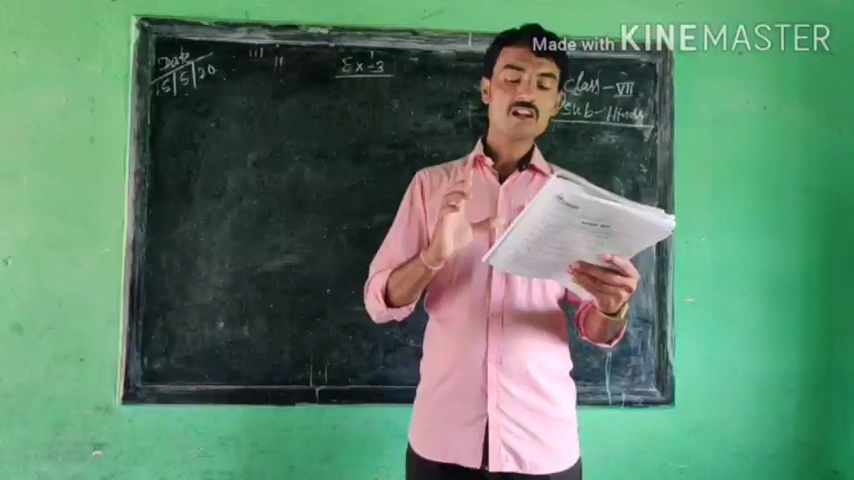 Made with KINEMASTER
Date
15/5/20
Ex-3
Class - VII
Sub-Hindi